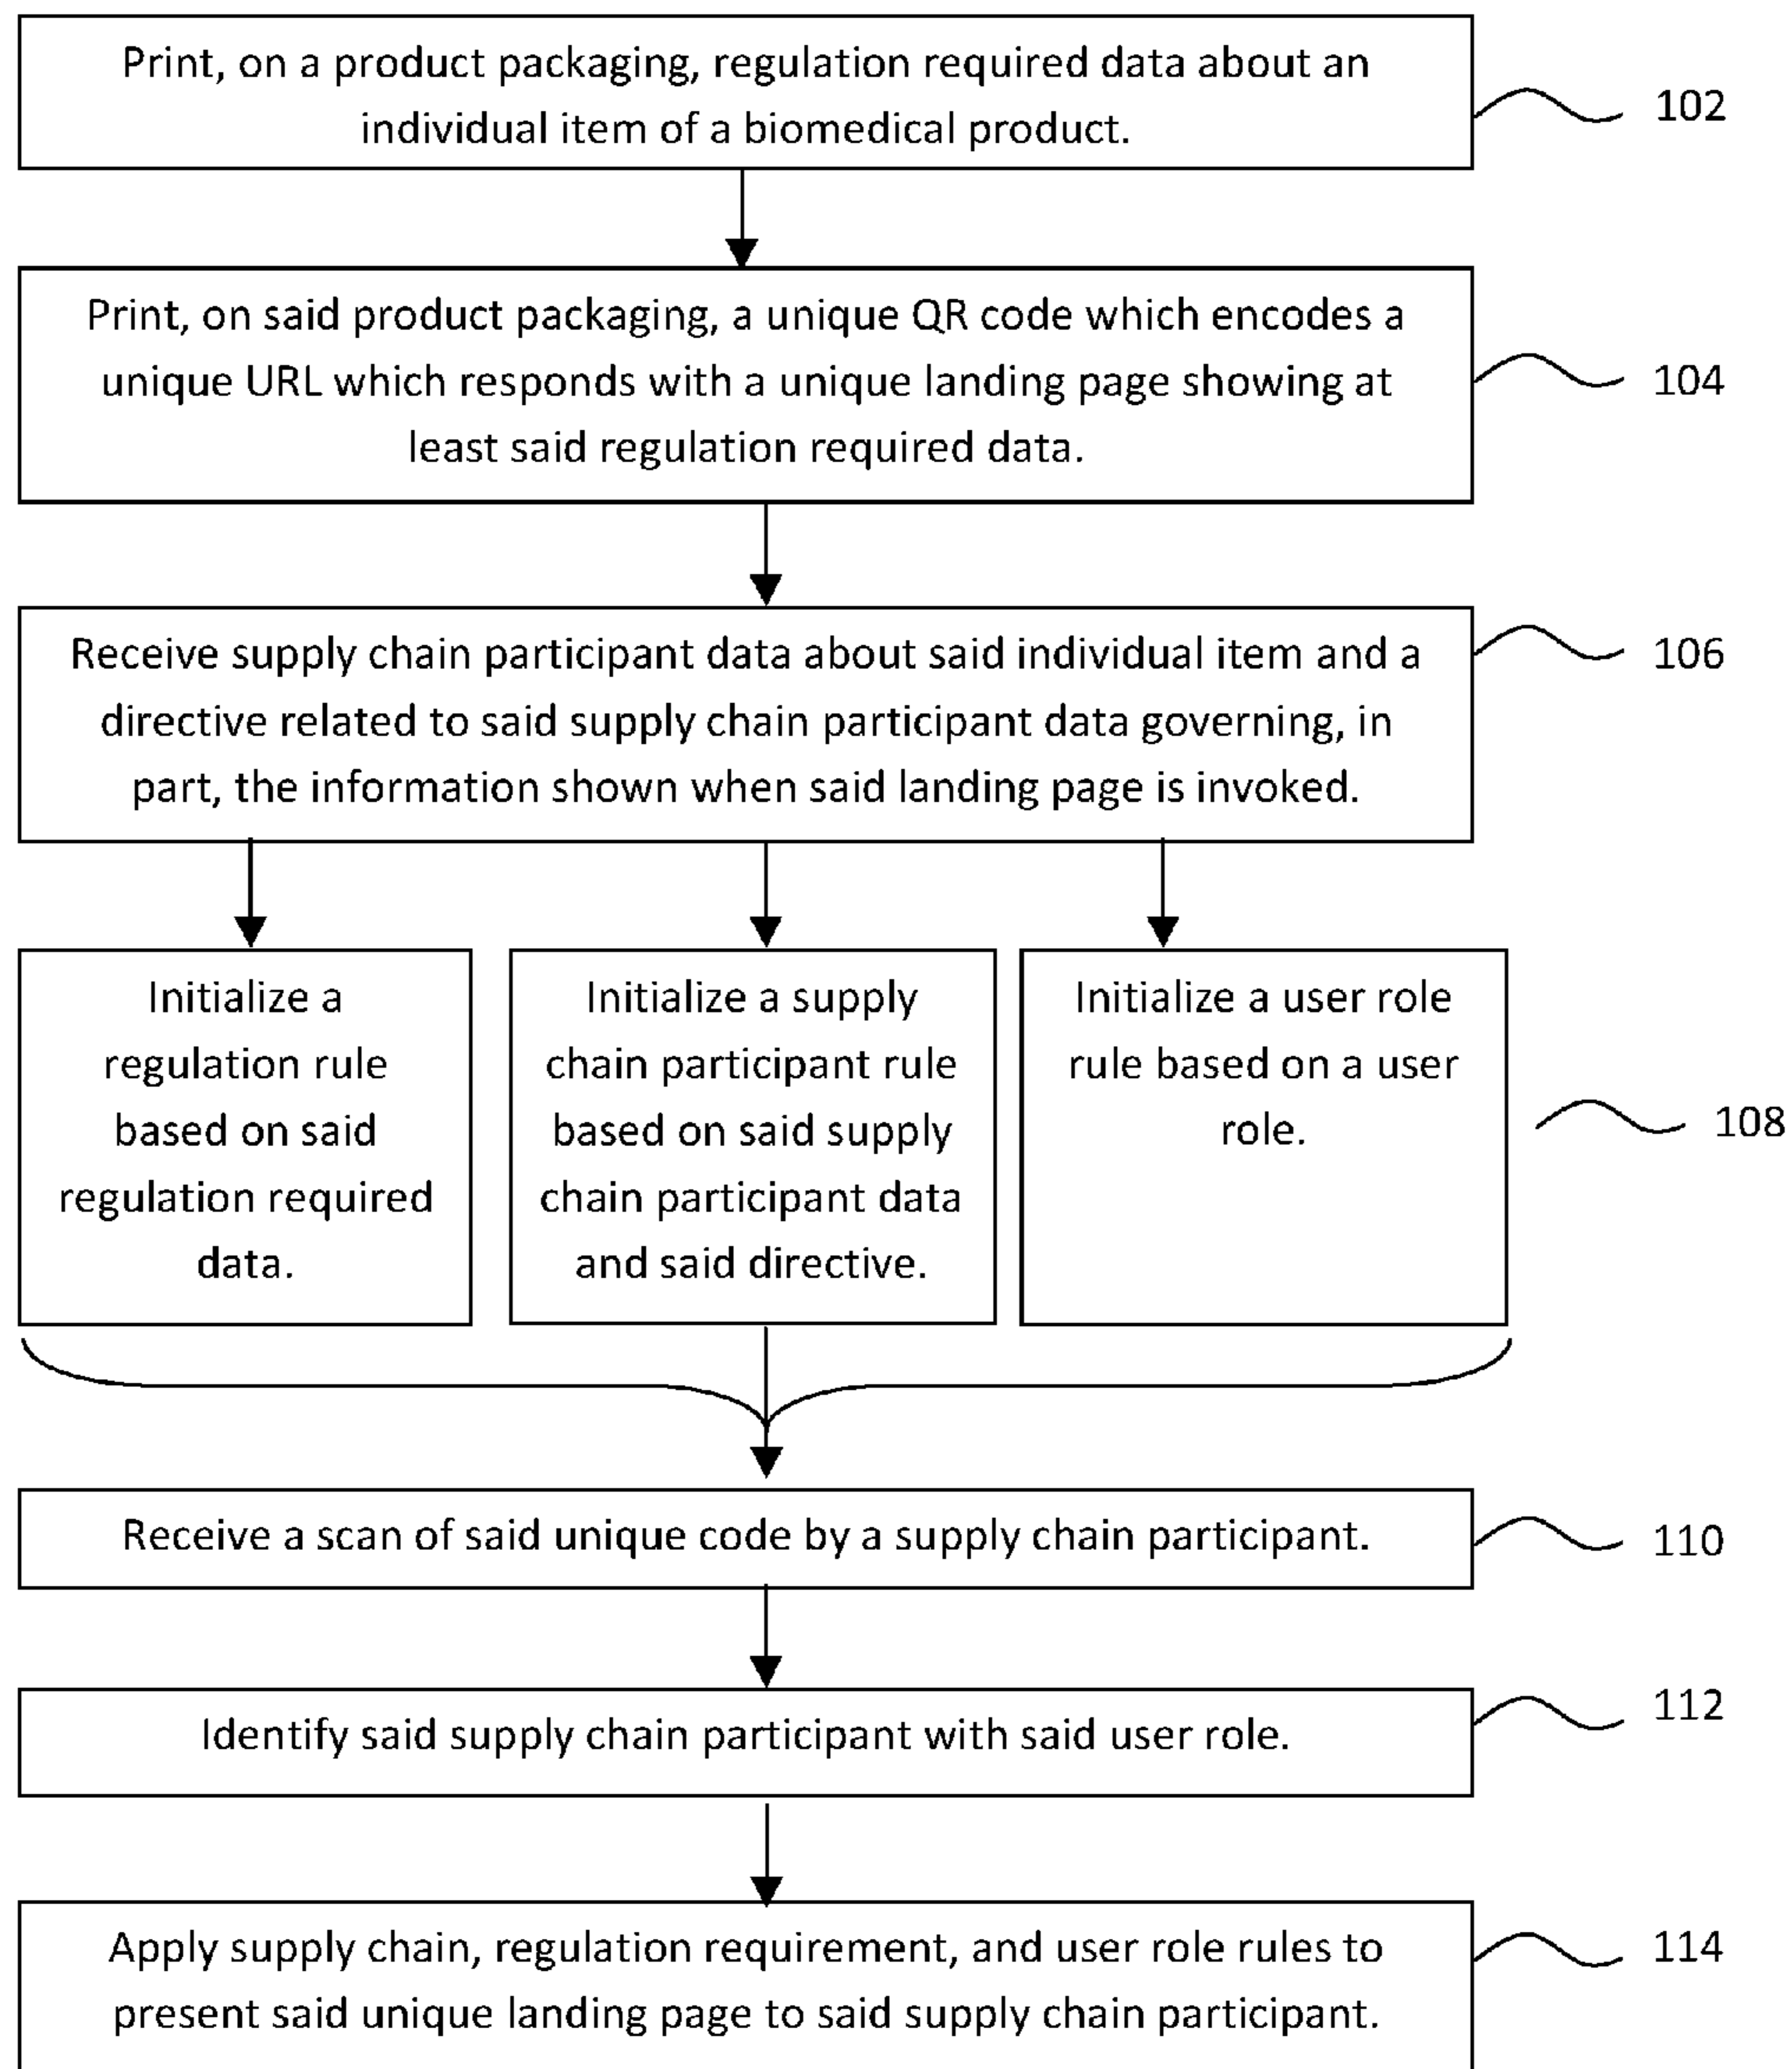 Print, on a product packaging, regulation required data about an
individual item of a biomedical product.
102
Print, on said product packaging, a unique QR code which encodes a
unique URL which responds with a unique landing page showing at
least said regulation required data.
104
Receive supply chain participant data about said individual item and a
directive related to said supply chain participant data governing, in
part, the information shown when said landing page is invoked.
106
Initialize a
regulation rule
based on said
regulation required
data.
Initialize a supply
chain participant rule
based on said supply
chain participant data
and said directive.
Initialize a user role
rule based on a user
role.
108
Receive a scan of said unique code by a supply chain participant.
110
Identify said supply chain participant with said user role.
112
Apply supply chain, regulation requirement, and user role rules to
present said unique landing page to said supply chain participant.
114